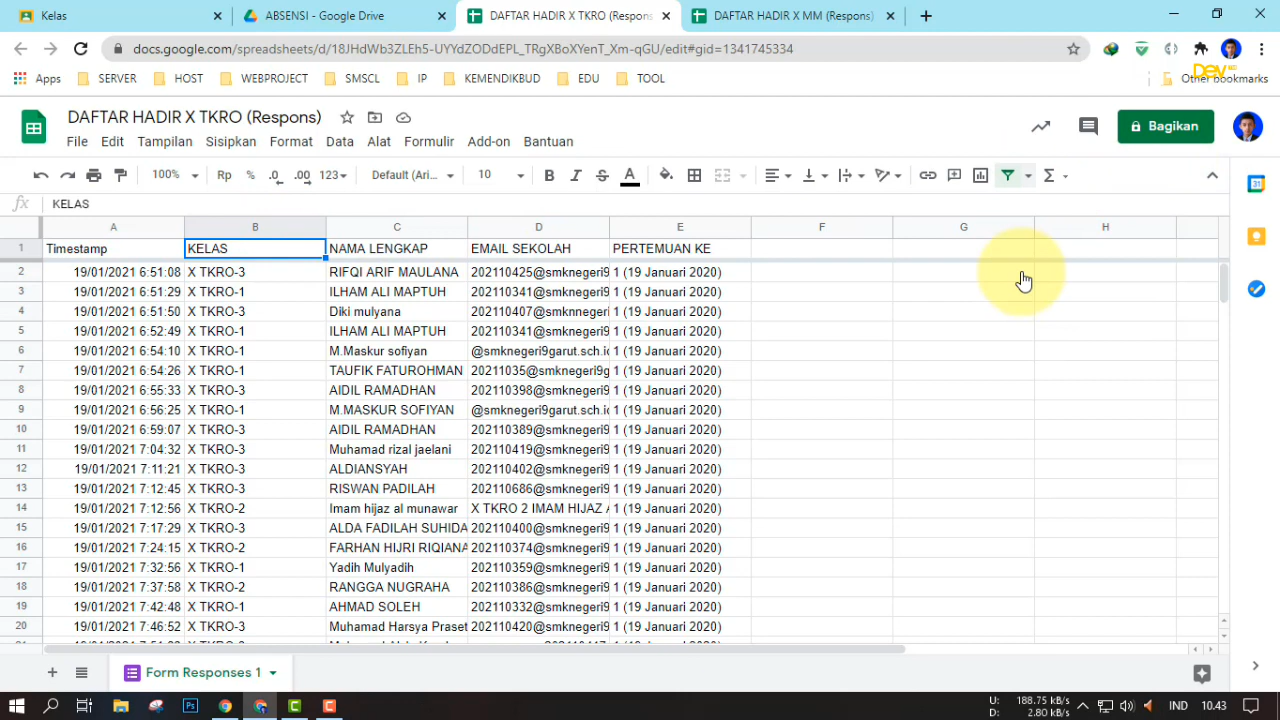 Kelas
ABSENSI - Google Drive
DAFTAR HADIR X TKRO (Respons
DAFTAR HADIR X MM (Respons)
docs.google.com/spreadsheets/d/18JHdWb3ZLEh5-UYYdZODdEPL_TRgXBoXYenT_Xm-qGU/edit#gid=1341745334
Apps SERVER HOST WEBPROJECT SMSCL IP KEMENDIKBUD EDU TOOL Other bookmarks
Dev
DAFTAR HADIR X TKRO (Respons)
Bagikan
File Edit Tampilan Sisipkan Format Data Alat Formulir Add-on Bantuan
100% Rp % .0 .00 123 Default (Ari... 10 B I S A
fx KELAS
A B C D E F G H
1 Timestamp KELAS NAMA LENGKAP EMAIL SEKOLAH PERTEMUAN KE
2 19/01/2021 6:51:08 X TKRO-3 RIFQI ARIF MAULANA 202110425@smknegeri9 1 (19 Januari 2020)
3 19/01/2021 6:51:29 X TKRO-1 ILHAM ALI MAPTUH 202110341@smknegeri9 1 (19 Januari 2020)
4 19/01/2021 6:51:50 X TKRO-3 Diki mulyana 202110407@smknnegeri 1 (19 Januari 2020)
5 19/01/2021 6:52:49 X TKRO-1 ILHAM ALI MAPTUH 202110341@smknegeri9 1 (19 Januari 2020)
6 19/01/2021 6:54:10 X TKRO-1 M.Maskur sofiyan @smknegeri9garut.sch.id 1 (19 Januari 2020)
7 19/01/2021 6:54:26 X TKRO-1 TAUFIK FATUROHMAN 20211035@smknegeri9g 1 (19 Januari 2020)
8 19/01/2021 6:55:33 X TKRO-3 AIDIL RAMADHAN 202110398@smknegeri9 1 (19 Januari 2020)
9 19/01/2021 6:56:25 X TKRO-1 M.MASKUR SOFIYAN @smknegeri9garut.sch.id 1 (19 Januari 2020)
10 19/01/2021 6:59:07 X TKRO-3 AIDIL RAMADHAN 202110389@smknegeri9 1 (19 Januari 2020)
11 19/01/2021 7:04:32 X TKRO-3 Muhamad rizal jaelani 202110419@smknegeri9 1 (19 Januari 2020)
12 19/01/2021 7:11:21 X TKRO-3 ALDIANSYAH 202110402@smknegeri9 1 (19 Januari 2020)
13 19/01/2021 7:12:45 X TKRO-3 RISWAN PADILAH 202110686@smknegeri9 1 (19 Januari 2020)
14 19/01/2021 7:12:56 X TKRO-2 Imam hijaz al munawar X TKRO 2 IMAM HIJAZ A 1 (19 Januari 2020)
15 19/01/2021 7:17:29 X TKRO-3 ALDA FADILAH SUHIDA 202110400@smknegeri9 1 (19 Januari 2020)
16 19/01/2021 7:24:15 X TKRO-2 FARHAN HIJRI RIQIANA 202110374@smknegeri9 1 (19 Januari 2020)
17 19/01/2021 7:32:56 X TKRO-1 Yadih Mulyadih 202110359@smknegeri9 1 (19 Januari 2020)
18 19/01/2021 7:37:58 X TKRO-2 RANGGA NUGRAHA 202110386@smknegeri9 1 (19 Januari 2020)
19 19/01/2021 7:42:48 X TKRO-1 AHMAD SOLEH 202110332@smknegeri9 1 (19 Januari 2020)
20 19/01/2021 7:46:52 X TKRO-3 Muhamad Harsya Praset 202110420@smknegeri9 1 (19 Januari 2020)
Form Responses 1
U: 188.75 kB/s
D: 2.80 kB/s
IND 10.43